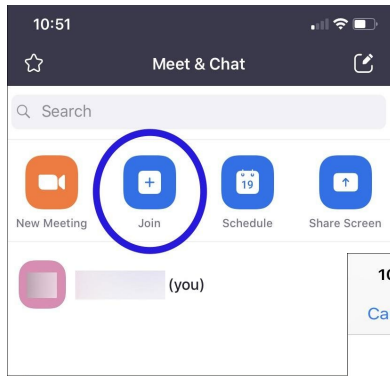 10:51
Meet & Chat
Search
19
New Meeting
Join
Schedule
Share Screen
(you)
10
Ca